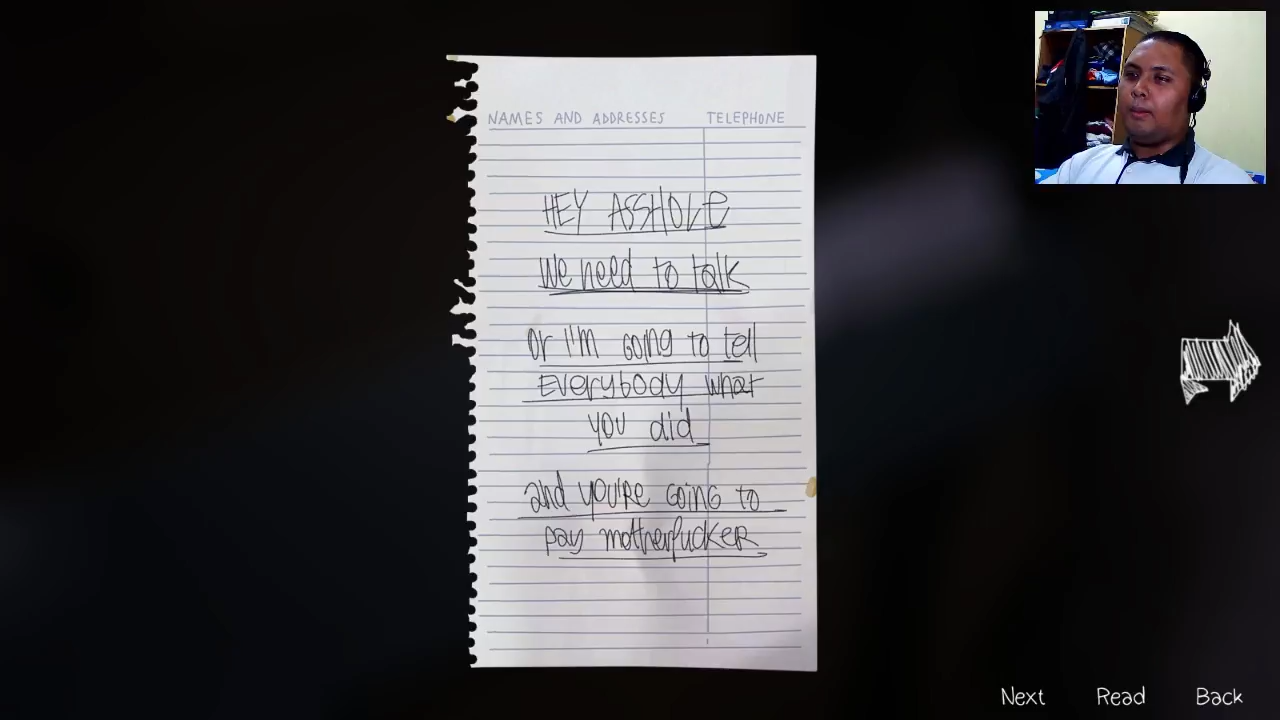 NAMES AND ADDRESSES TELEPHONE
HEY ASSHOLE
We need to talk
Or I'm going to tell
Everybody what
you did
and you're going to
pay motherfucker
Next Read Back